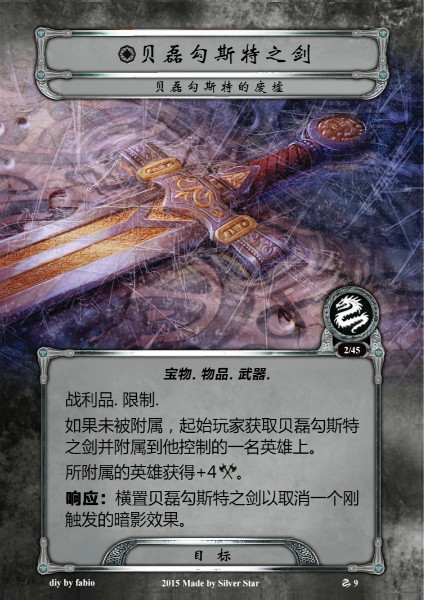 贝磊勾斯特之剑
贝磊勾斯特的废墟
2/45
宝物. 物品. 武器.
战利品. 限制.
如果未被附属，起始玩家获取贝磊勾斯特
之剑并附属到他控制的一名英雄上。
所附属的英雄获得+4。
响应：横置贝磊勾斯特之剑以取消一个刚
触发的暗影效果。
目标
diy by fabio 2015 Made by Silver Star 9